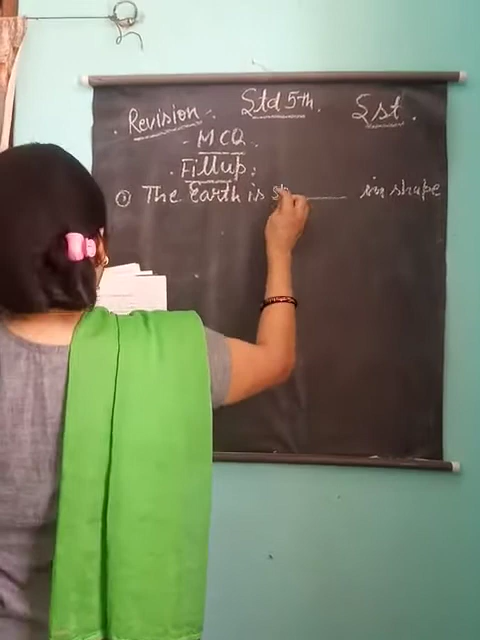 Revision :- Std 5th. Sst.
- MCQ.
. Fillup:
① The Earth is ______ in shape